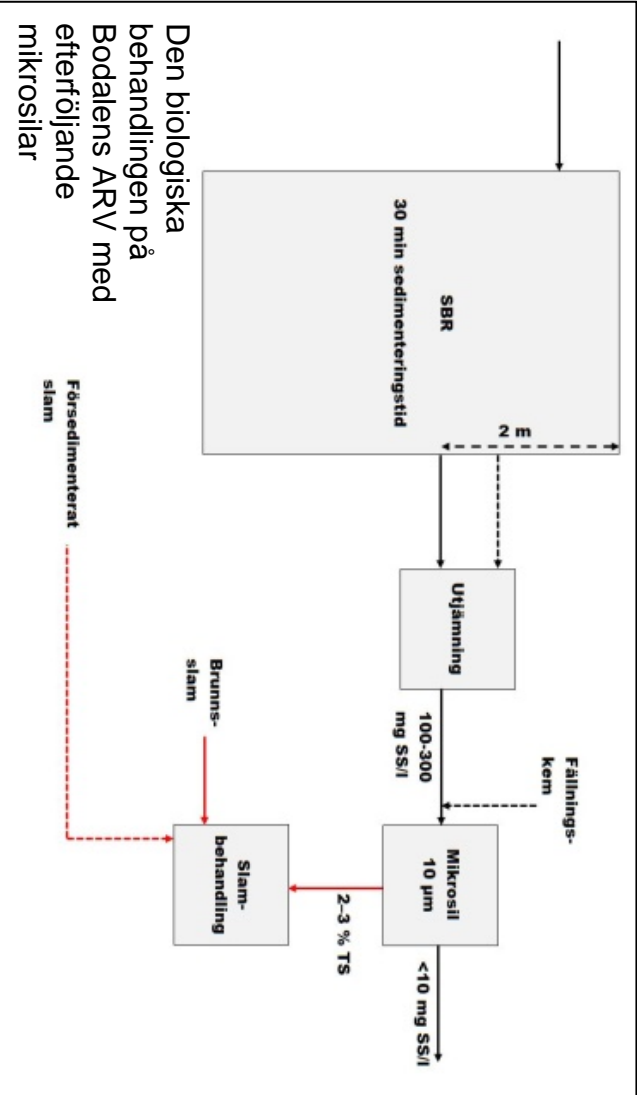 Den biologiska
behandlingen på
Bodalens ARV med
efterföljande
mikrosilar
SBR
30 min sedimenteringstid
2 m
Utjämning
100-300
mg SS/l
Fällnings-
kem
Mikrosil
10 µm
<10 mg SS/l
2–3 % TS
Slam-
behandling
Brunns-
slam
Försedimenterat
slam